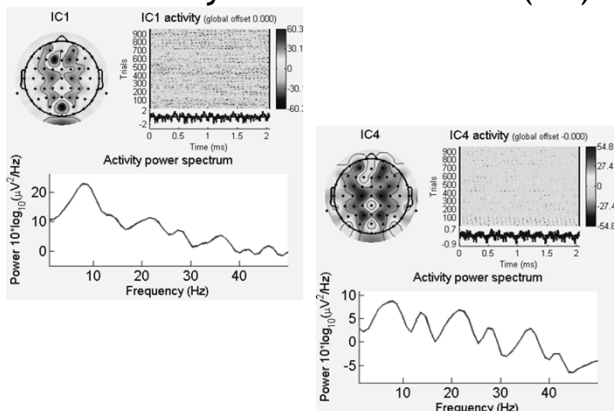 IC1
IC1 activity (global offset 0.000)
Trials
900
800
700
600
500
400
300
200
100
60.3
30.1
0
-30.1
-60.3
2
-2
0 0.5 1 1.5 2
Time (ms)
Activity power spectrum
Power 10*log10(μV2/Hz)
20
10
0
10 20 30 40
Frequency (Hz)
IC4
IC4 activity (global offset -0.000)
Trials
900
800
700
600
500
400
300
200
100
54.8
27.4
0
-27.4
-54.8
0.7
-0.9
0 0.5 1 1.5 2
Time (ms)
Activity power spectrum
Power 10*log10(μV2/Hz)
10
5
0
-5
10 20 30 40
Frequency (Hz)